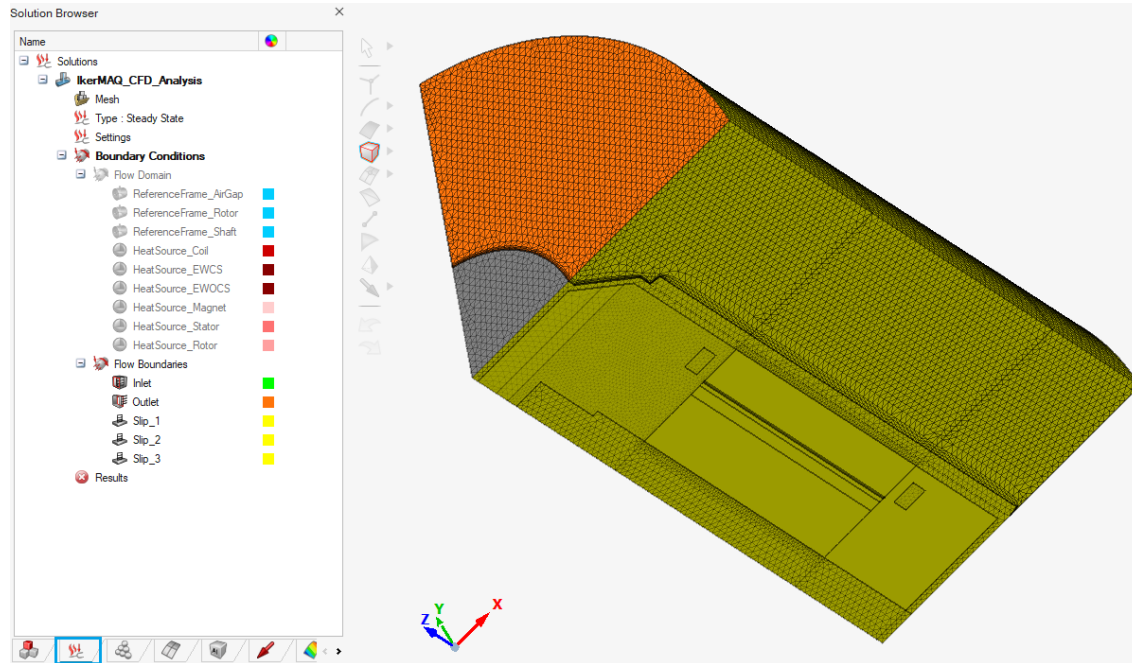 Solution Browser
Name
Solutions
IkerMAQ_CFD_Analysis
Mesh
Type : Steady State
Settings
Boundary Conditions
Flow Domain
ReferenceFrame_AirGap
ReferenceFrame_Rotor
ReferenceFrame_Shaft
HeatSource_Coil
HeatSource_EWCS
HeatSource_EWOCS
HeatSource_Magnet
HeatSource_Stator
HeatSource_Rotor
Flow Boundaries
Inlet
Outlet
Slip_1
Slip_2
Slip_3
Results
Z
Y
X